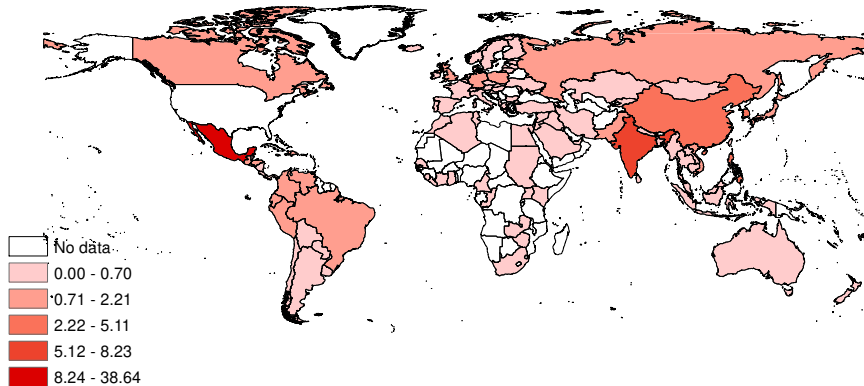 No data
0.00 - 0.70
0.71 - 2.21
2.22 - 5.11
5.12 - 8.23
8.24 - 38.64